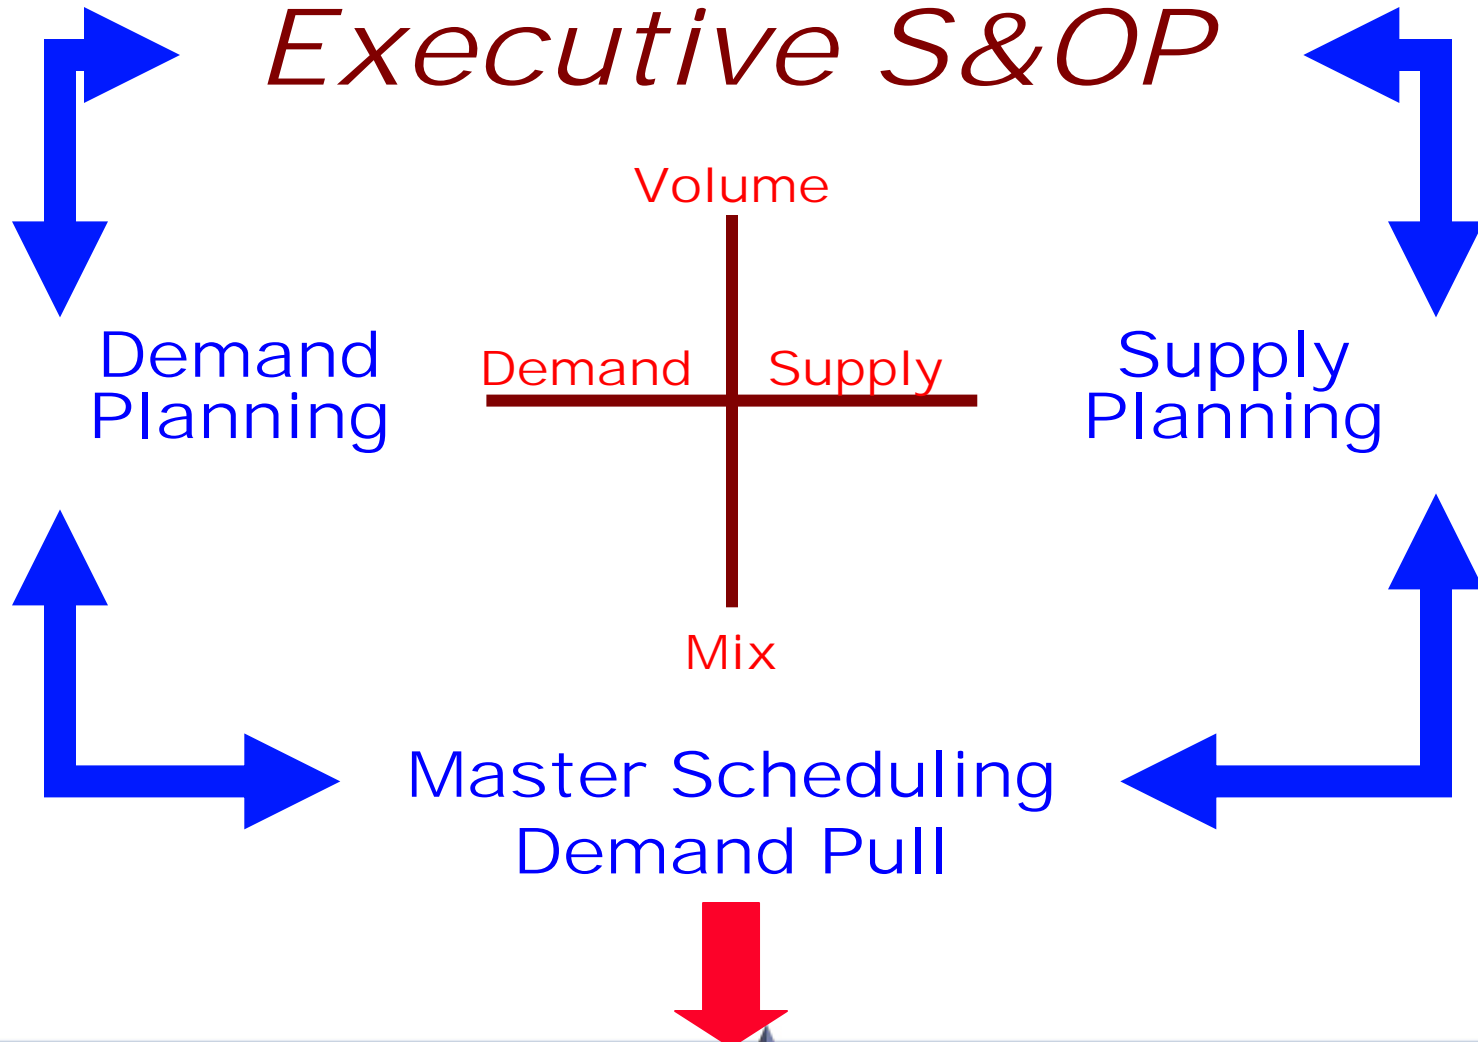 Executive S&OP
Volume
Demand Planning
Demand Supply
Supply Planning
Mix
Master Scheduling
Demand Pull